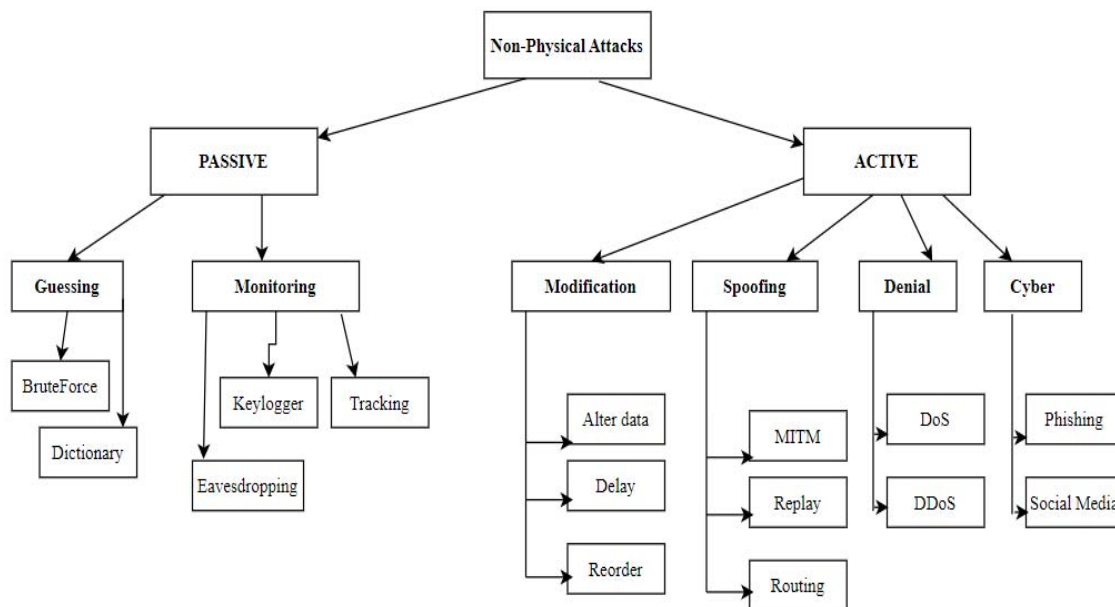 Non-Physical Attacks
PASSIVE
ACTIVE
Guessing
Monitoring
Modification
Spoofing
Denial
Cyber
BruteForce
Keylogger
Tracking
Dictionary
Eavesdropping
Alter data
Delay
Reorder
MITM
Replay
Routing
DoS
DDoS
Phishing
Social Media